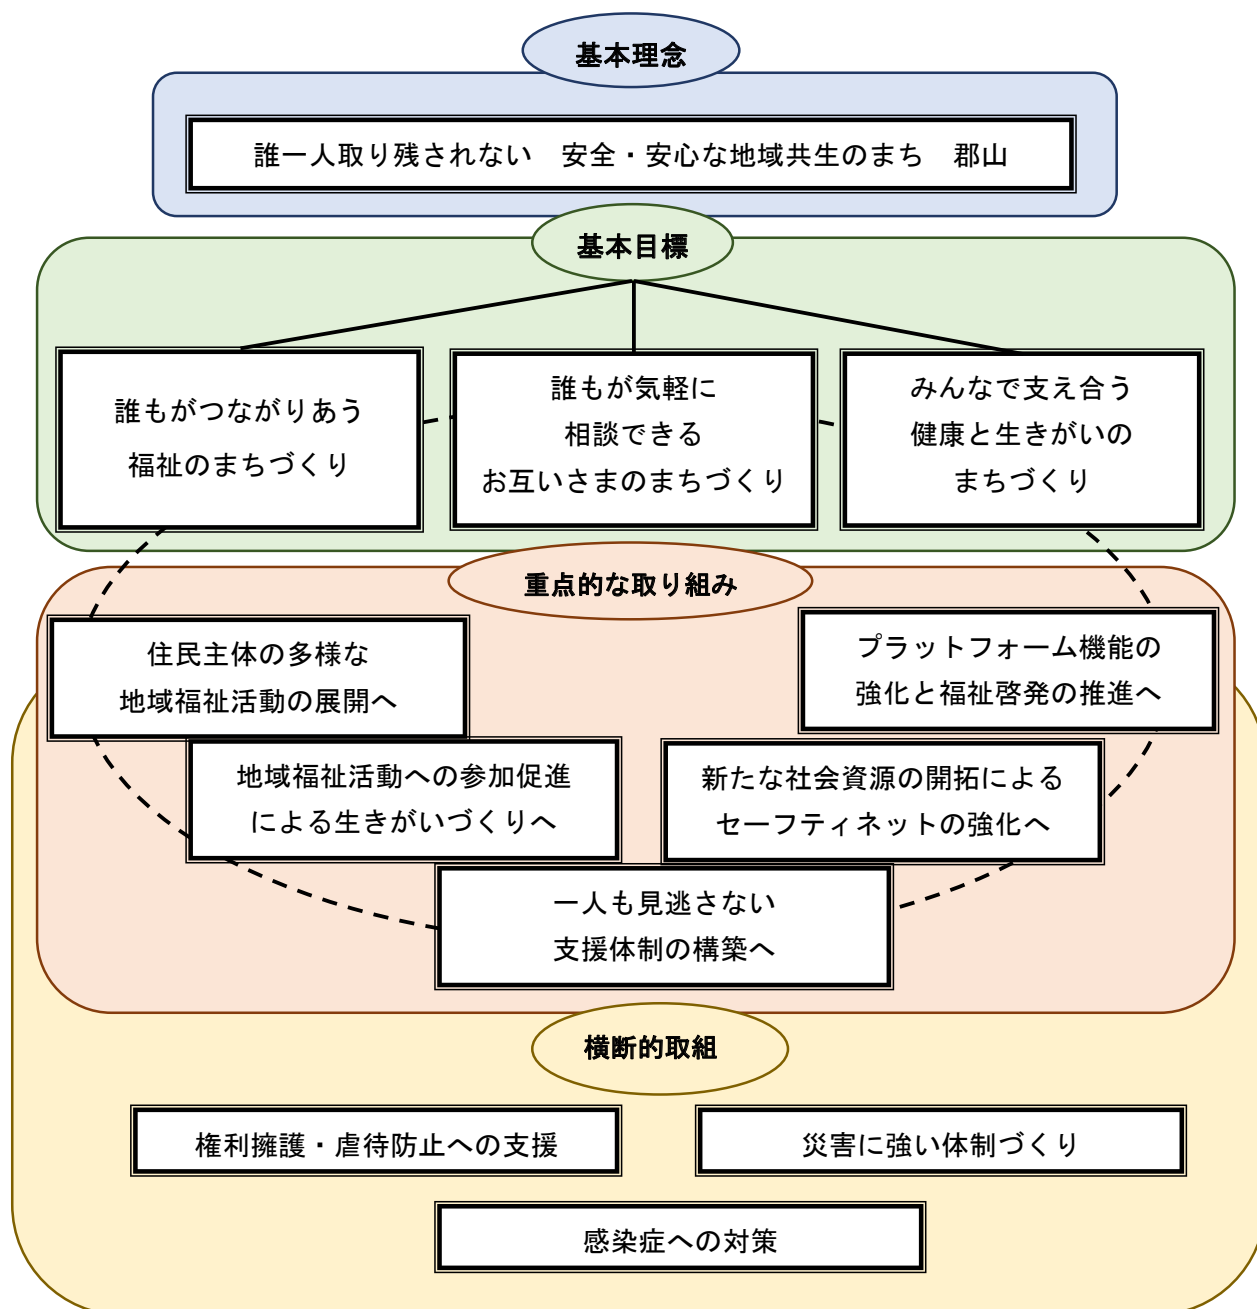 基本理念
誰一人取り残されない　安全・安心な地域共生のまち　郡山
基本目標
誰もがつながりあう
福祉のまちづくり
誰もが気軽に
相談できる
お互いさまのまちづくり
みんなで支え合う
健康と生きがいの
まちづくり
重点的な取り組み
住民主体の多様な
地域福祉活動の展開へ
プラットフォーム機能の
強化と福祉啓発の推進へ
地域福祉活動への参加促進
による生きがいづくりへ
新たな社会資源の開拓による
セーフティネットの強化へ
一人も見逃さない
支援体制の構築へ
横断的取組
権利擁護・虐待防止への支援
災害に強い体制づくり
感染症への対策